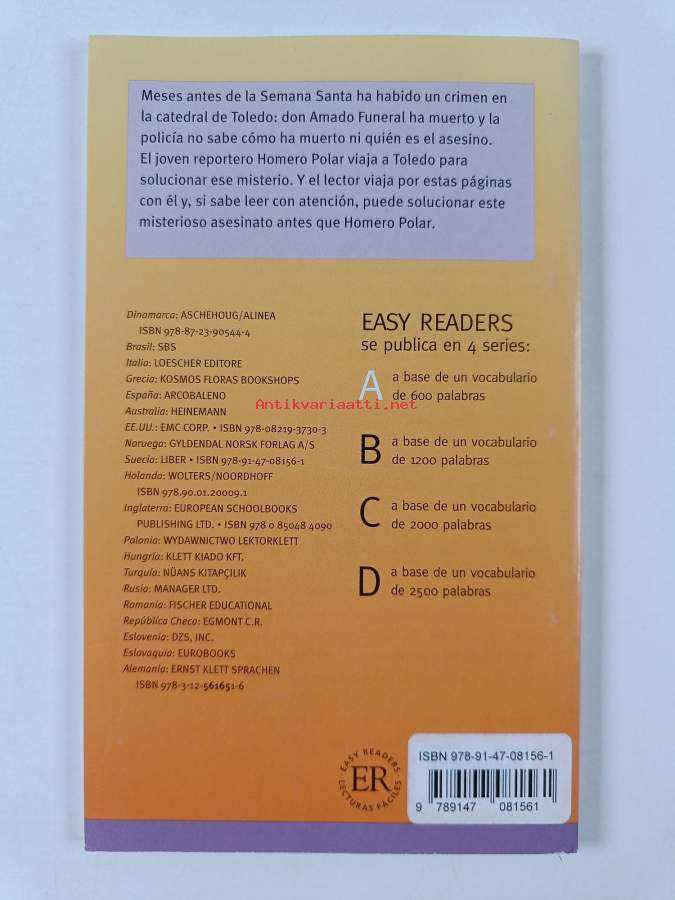 Meses antes de la Semana Santa ha habido un crimen en
la catedral de Toledo: don Amado Funeral ha muerto y la
policía no sabe cómo ha muerto ni quién es el asesino.
El joven reportero Homero Polar viaja a Toledo para
solucionar ese misterio. Y el lector viaja por estas páginas
con él y, si sabe leer con atención, puede solucionar este
misterioso asesinato antes que Homero Polar.
Dinamarca: ASCHEHOUG/ALINEA
ISBN 978-87-23-90544-4
Brasil: SBS
Italia: LOESCHER EDITORE
Grecia: KOSMOS FLORAS BOOKSHOPS
España: ARCOBALENO
Australia: HEINEMANN
EE.UU.: EMC CORP. • ISBN 978-08219-3730-3
Noruega: GYLDENDAL NORSK FORLAG A/S
Suecia: LIBER • ISBN 978-91-47-08156-1
Holanda: WOLTERS/NOORDHOFF
ISBN 978.90.01.20009.1
Inglaterra: EUROPEAN SCHOOLBOOKS
PUBLISHING LTD. • ISBN 978 0 85048 4090
Polonia: WYDAWNICTWO LEKTORKLETT
Hungría: KLETT KIADO KFT.
Turquía: NÜANS KITAPÇILIK
Rusia: MANAGER LTD.
Romania: FISCHER EDUCATIONAL
República Checa: EGMONT C.R.
Eslovenia: DZS, INC.
Eslovaquia: EUROBOOKS
Alemania: ERNST KLETT SPRACHEN
ISBN 978-3-12-561651-6
EASY READERS
se publica en 4 series:
A a base de un vocabulario
de 600 palabras
B a base de un vocabulario
de 1200 palabras
C a base de un vocabulario
de 2000 palabras
D a base de un vocabulario
de 2500 palabras
Antikvariaatti.net
EASY READERS
ER
LECTURAS FÁCILES
ISBN 978-91-47-08156-1
9 789147 081561